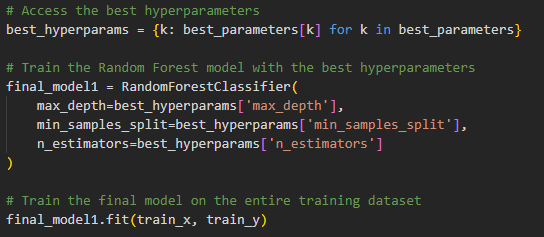 # Access the best hyperparameters
best_hyperparams = {k: best_parameters[k] for k in best_parameters}
# Train the Random Forest model with the best hyperparameters
final_model1 = RandomForestClassifier(
    max_depth=best_hyperparams['max_depth'],
    min_samples_split=best_hyperparams['min_samples_split'],
    n_estimators=best_hyperparams['n_estimators']
)
# Train the final model on the entire training dataset
final_model1.fit(train_x, train_y)